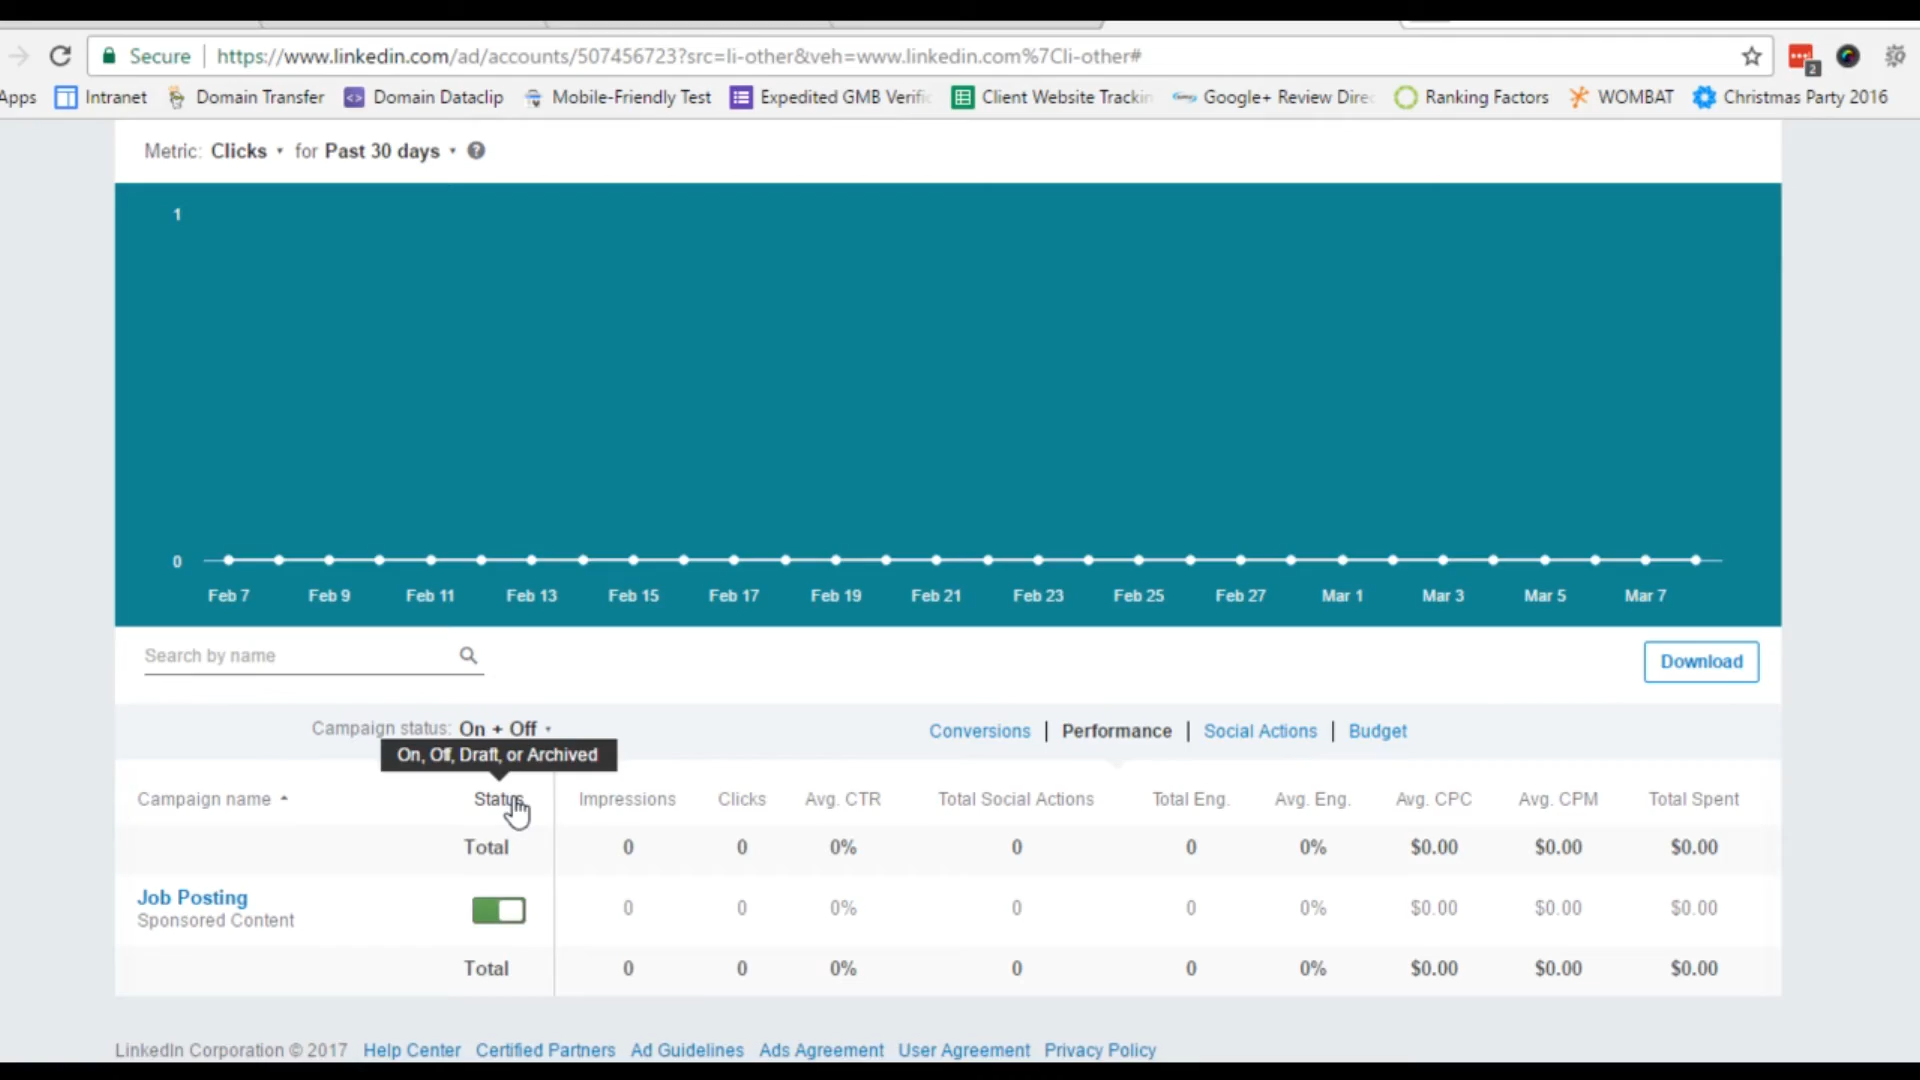 Secure https://www.linkedin.com/ad/accounts/507456723?src=li-other&veh=www.linkedin.com%7Cli-other#
2
Apps Intranet Domain Transfer Domain Dataclip Mobile-Friendly Test Expedited GMB Verific Client Website Trackin Google+ Review Direc Ranking Factors WOMBAT Christmas Party 2016
Metric: Clicks for Past 30 days ?
1
0
Feb 7 Feb 9 Feb 11 Feb 13 Feb 15 Feb 17 Feb 19 Feb 21 Feb 23 Feb 25 Feb 27 Mar 1 Mar 3 Mar 5 Mar 7
Search by name
Download
Campaign status: On + Off
Conversions | Performance | Social Actions | Budget
On, Off, Draft, or Archived
Campaign name Status Impressions Clicks Avg. CTR Total Social Actions Total Eng. Avg. Eng. Avg. CPC Avg. CPM Total Spent
Total 0 0 0% 0 0 0% $0.00 $0.00 $0.00
Job Posting
Sponsored Content
0 0 0% 0 0 0% $0.00 $0.00 $0.00
Total 0 0 0% 0 0 0% $0.00 $0.00 $0.00
LinkedIn Corporation © 2017 Help Center Certified Partners Ad Guidelines Ads Agreement User Agreement Privacy Policy